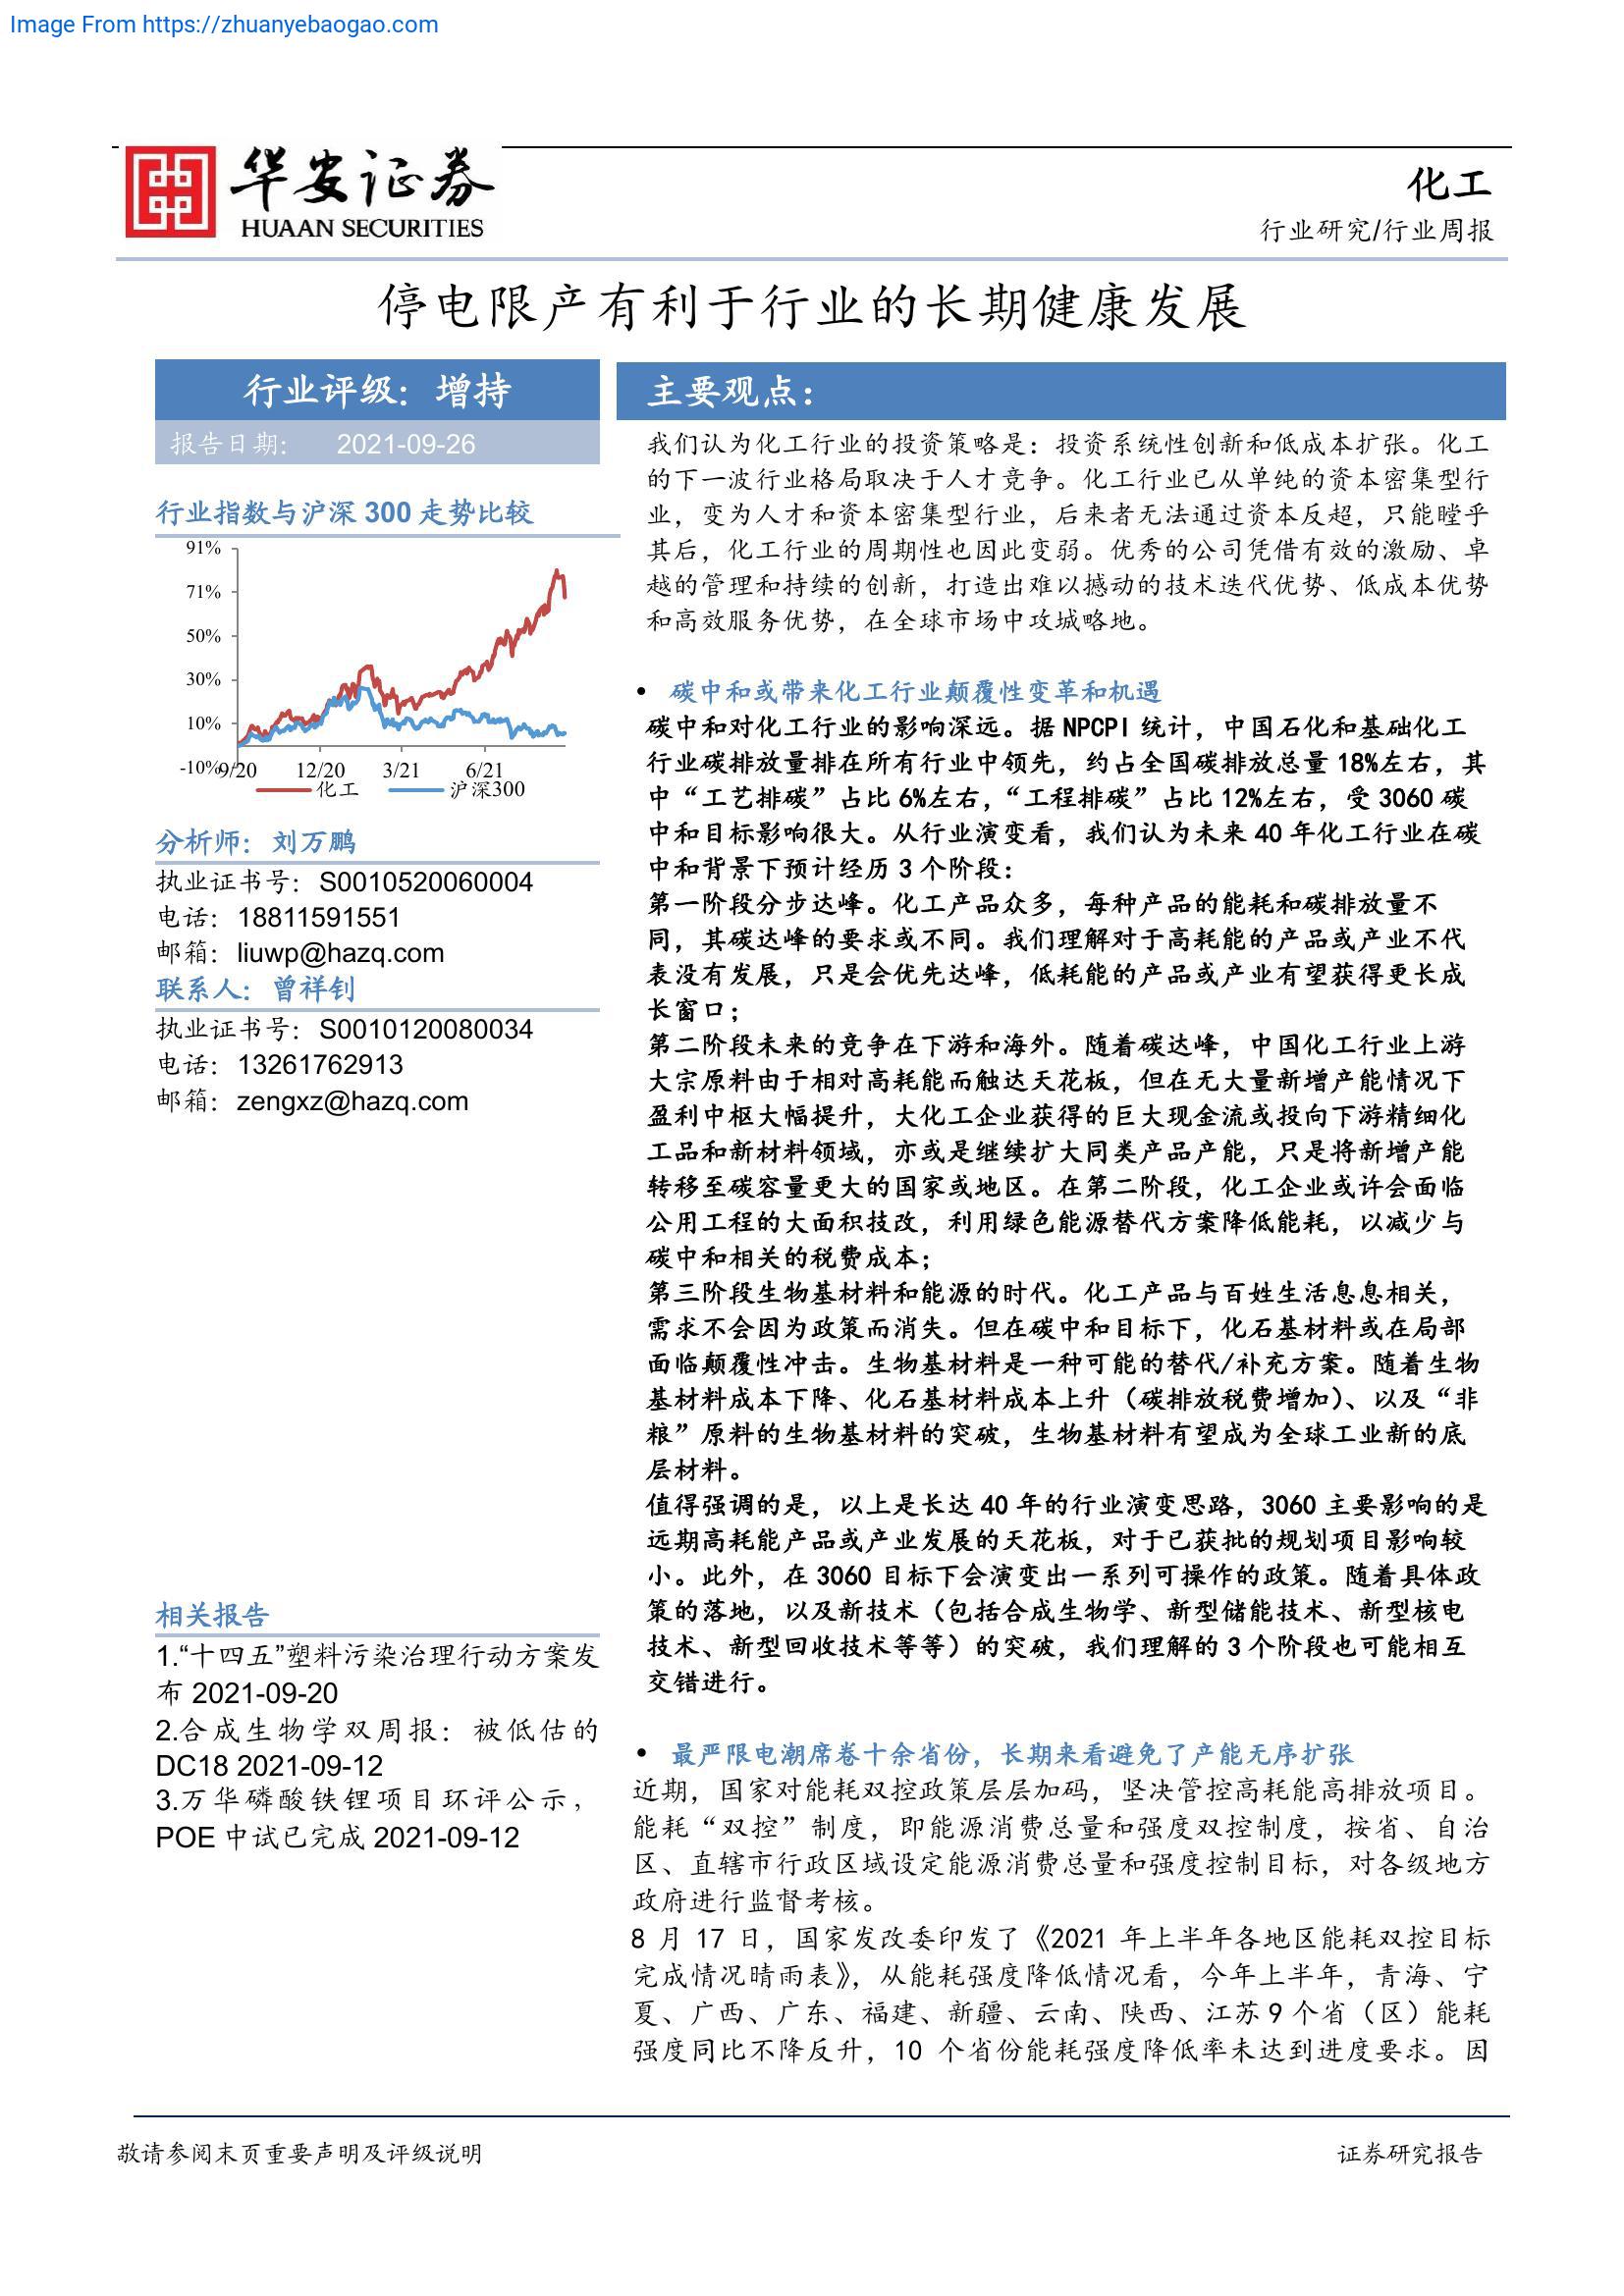 Image From https://zhuanyebaogao.com
华安证券
HUAAN SECURITIES
化工
行业研究/行业周报
停电限产有利于行业的长期健康发展
行业评级：增持
报告日期： 2021-09-26
行业指数与沪深 300 走势比较
91%
71%
50%
30%
10%
-10%
9/20 12/20 3/21 6/21
化工 沪深300
分析师：刘万鹏
执业证书号：S0010520060004
电话：18811591551
邮箱：liuwp@hazq.com
联系人：曾祥钊
执业证书号：S0010120080034
电话：13261762913
邮箱：zengxz@hazq.com
相关报告
1.“十四五”塑料污染治理行动方案发
布 2021-09-20
2.合成生物学双周报：被低估的
DC18 2021-09-12
3.万华磷酸铁锂项目环评公示，
POE 中试已完成 2021-09-12
主要观点：
我们认为化工行业的投资策略是：投资系统性创新和低成本扩张。化工
的下一波行业格局取决于人才竞争。化工行业已从单纯的资本密集型行
业，变为人才和资本密集型行业，后来者无法通过资本反超，只能瞠乎
其后，化工行业的周期性也因此变弱。优秀的公司凭借有效的激励、卓
越的管理和持续的创新，打造出难以撼动的技术迭代优势、低成本优势
和高效服务优势，在全球市场中攻城略地。
• 碳中和或带来化工行业颠覆性变革和机遇
碳中和对化工行业的影响深远。据 NPCPI 统计，中国石化和基础化工
行业碳排放量排在所有行业中领先，约占全国碳排放总量 18%左右，其
中“工艺排碳”占比 6%左右，“工程排碳”占比 12%左右，受 3060 碳
中和目标影响很大。从行业演变看，我们认为未来 40 年化工行业在碳
中和背景下预计经历 3 个阶段：
第一阶段分步达峰。化工产品众多，每种产品的能耗和碳排放量不
同，其碳达峰的要求或不同。我们理解对于高耗能的产品或产业不代
表没有发展，只是会优先达峰，低耗能的产品或产业有望获得更长成
长窗口；
第二阶段未来的竞争在下游和海外。随着碳达峰，中国化工行业上游
大宗原料由于相对高耗能而触达天花板，但在无大量新增产能情况下
盈利中枢大幅提升，大化工企业获得的巨大现金流或投向下游精细化
工品和新材料领域，亦或是继续扩大同类产品产能，只是将新增产能
转移至碳容量更大的国家或地区。在第二阶段，化工企业或许会面临
公用工程的大面积技改，利用绿色能源替代方案降低能耗，以减少与
碳中和相关的税费成本；
第三阶段生物基材料和能源的时代。化工产品与百姓生活息息相关，
需求不会因为政策而消失。但在碳中和目标下，化石基材料或在局部
面临颠覆性冲击。生物基材料是一种可能的替代/补充方案。随着生物
基材料成本下降、化石基材料成本上升（碳排放税费增加）、以及“非
粮”原料的生物基材料的突破，生物基材料有望成为全球工业新的底
层材料。
值得强调的是，以上是长达 40 年的行业演变思路，3060 主要影响的是
远期高耗能产品或产业发展的天花板，对于已获批的规划项目影响较
小。此外，在 3060 目标下会演变出一系列可操作的政策。随着具体政
策的落地，以及新技术（包括合成生物学、新型储能技术、新型核电
技术、新型回收技术等等）的突破，我们理解的 3 个阶段也可能相互
交错进行。
• 最严限电潮席卷十余省份，长期来看避免了产能无序扩张
近期，国家对能耗双控政策层层加码，坚决管控高耗能高排放项目。
能耗“双控”制度，即能源消费总量和强度双控制度，按省、自治
区、直辖市行政区域设定能源消费总量和强度控制目标，对各级地方
政府进行监督考核。
8 月 17 日，国家发改委印发了《2021 年上半年各地区能耗双控目标
完成情况晴雨表》，从能耗强度降低情况看，今年上半年，青海、宁
夏、广西、广东、福建、新疆、云南、陕西、江苏 9 个省（区）能耗
强度同比不降反升，10 个省份能耗强度降低率未达到进度要求。因
敬请参阅末页重要声明及评级说明
证券研究报告